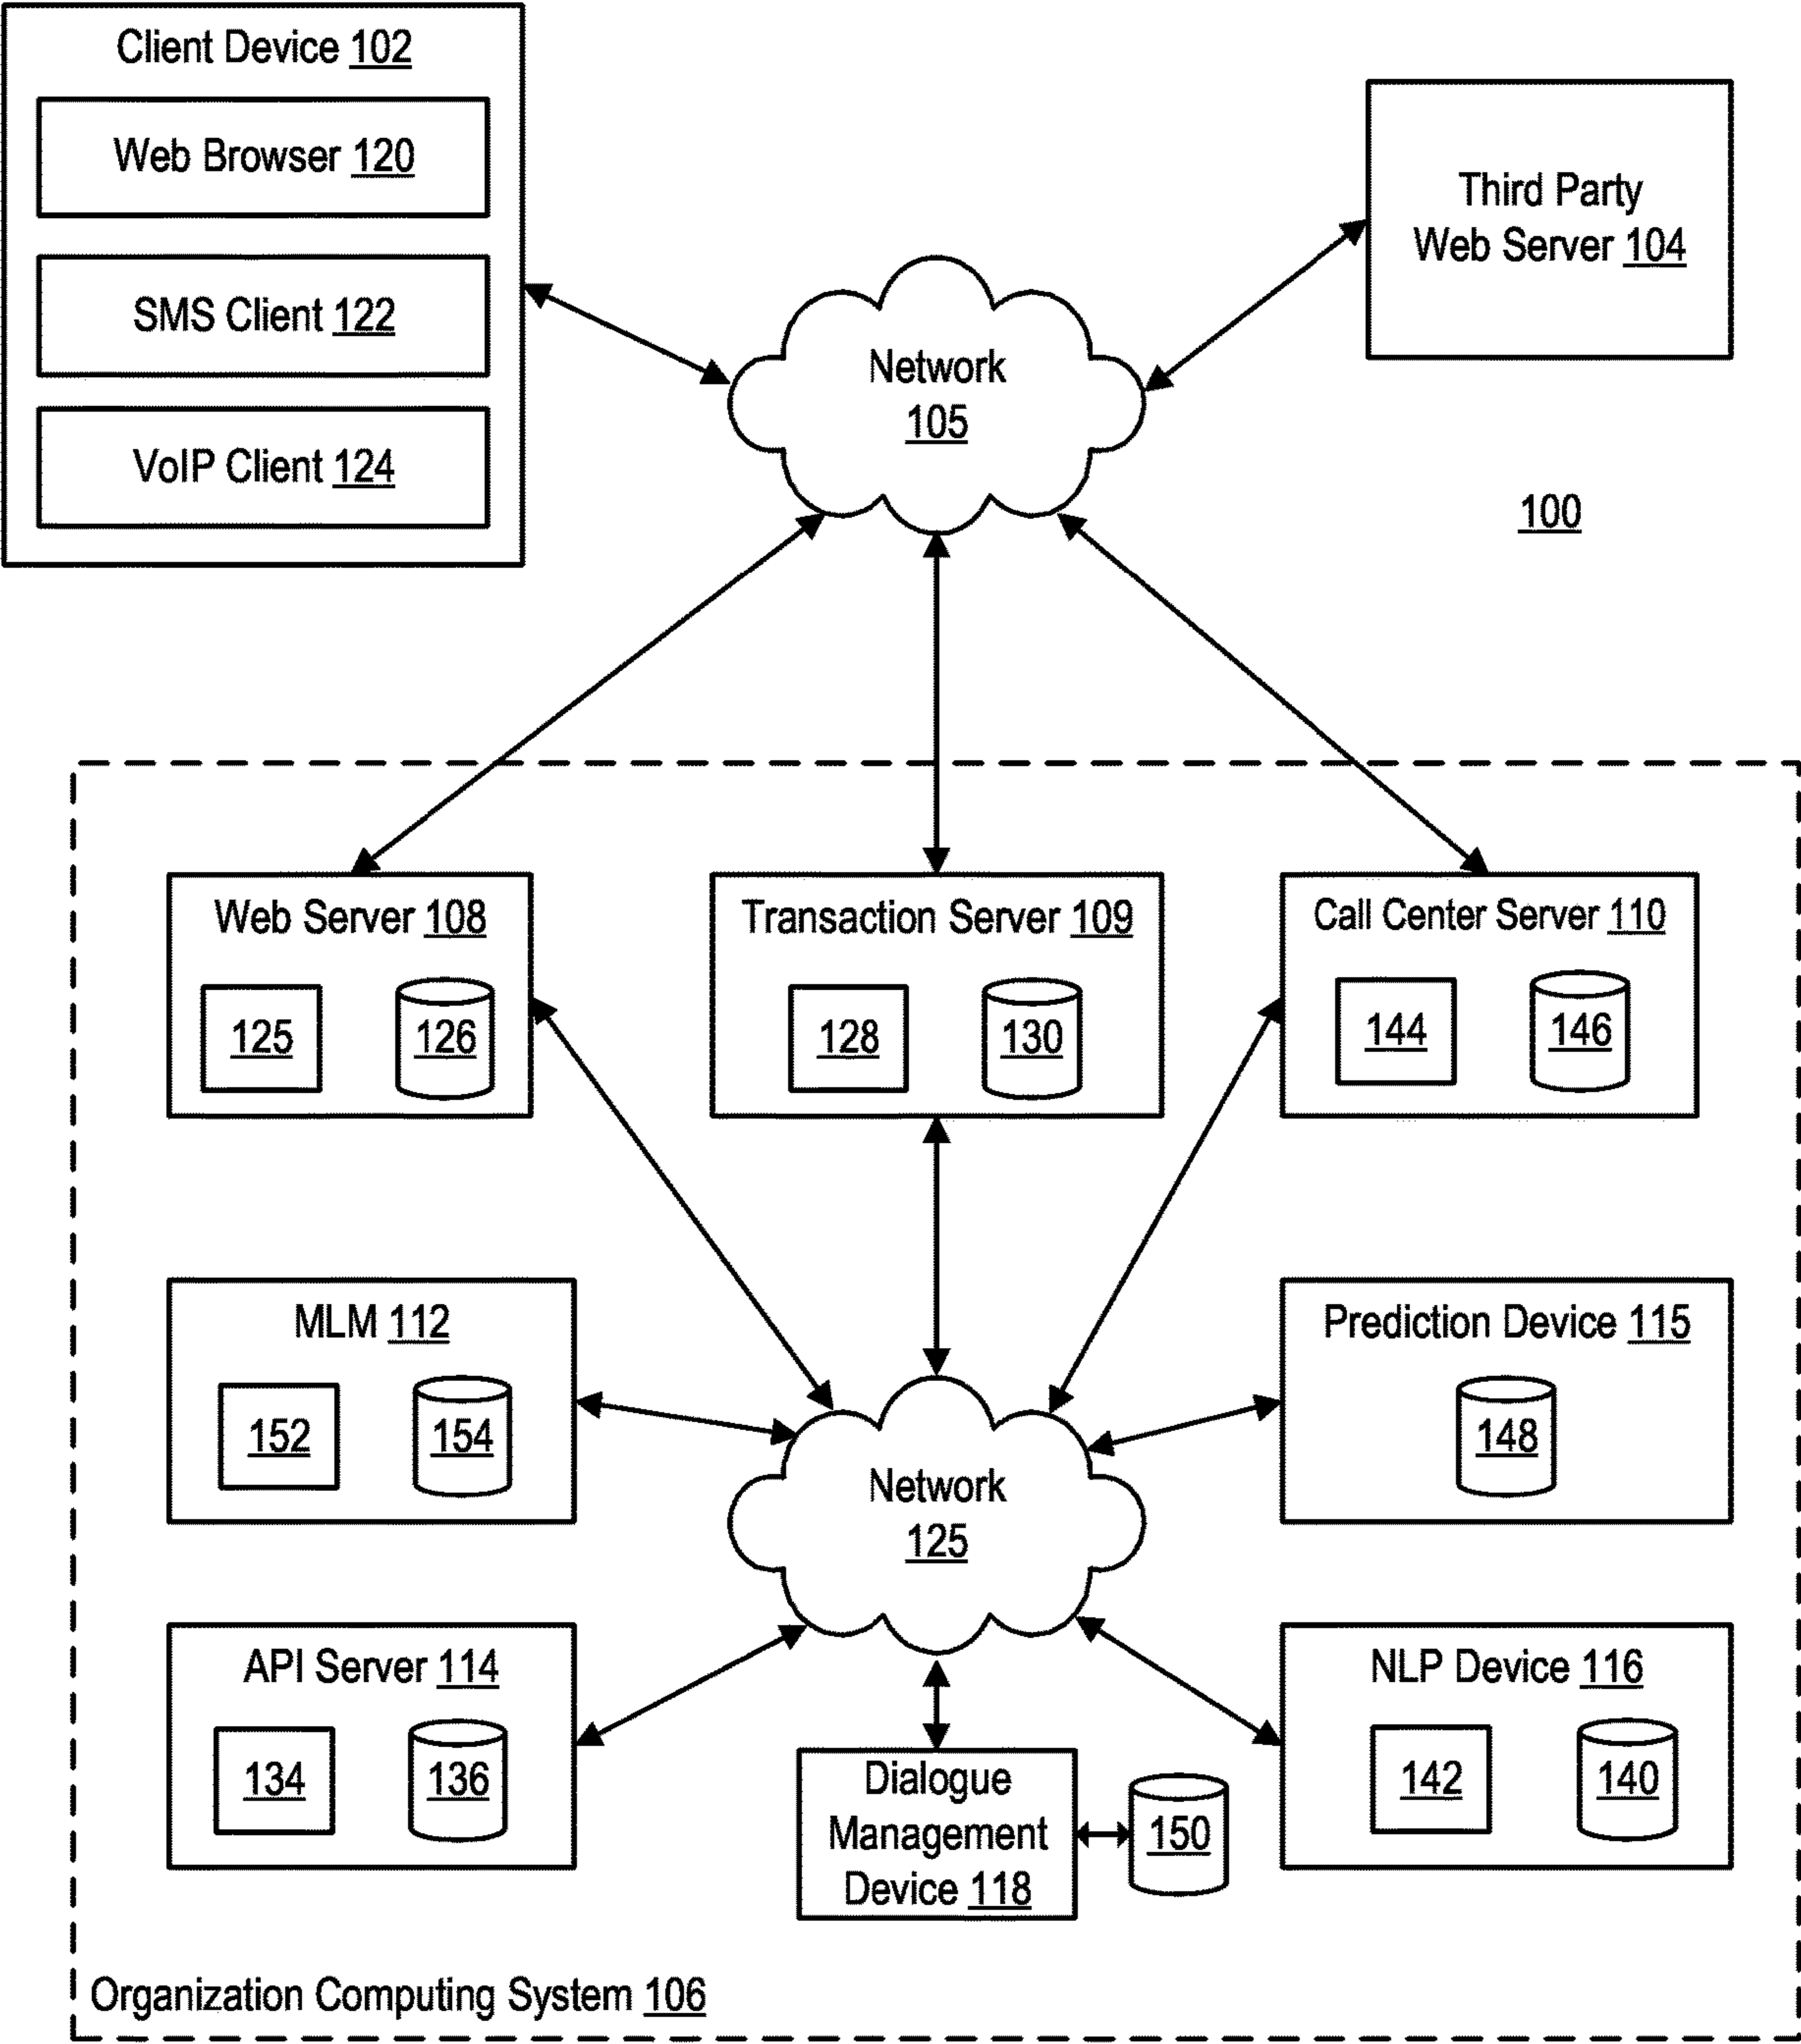 Client Device 102
Web Browser 120
SMS Client 122
VoIP Client 124
Third Party
Web Server 104
Network
105
100
Web Server 108
125
126
Transaction Server 109
128
130
Call Center Server 110
144
146
MLM 112
152
154
Prediction Device 115
148
Network
125
API Server 114
134
136
NLP Device 116
142
140
Dialogue
Management
Device 118
150
Organization Computing System 106